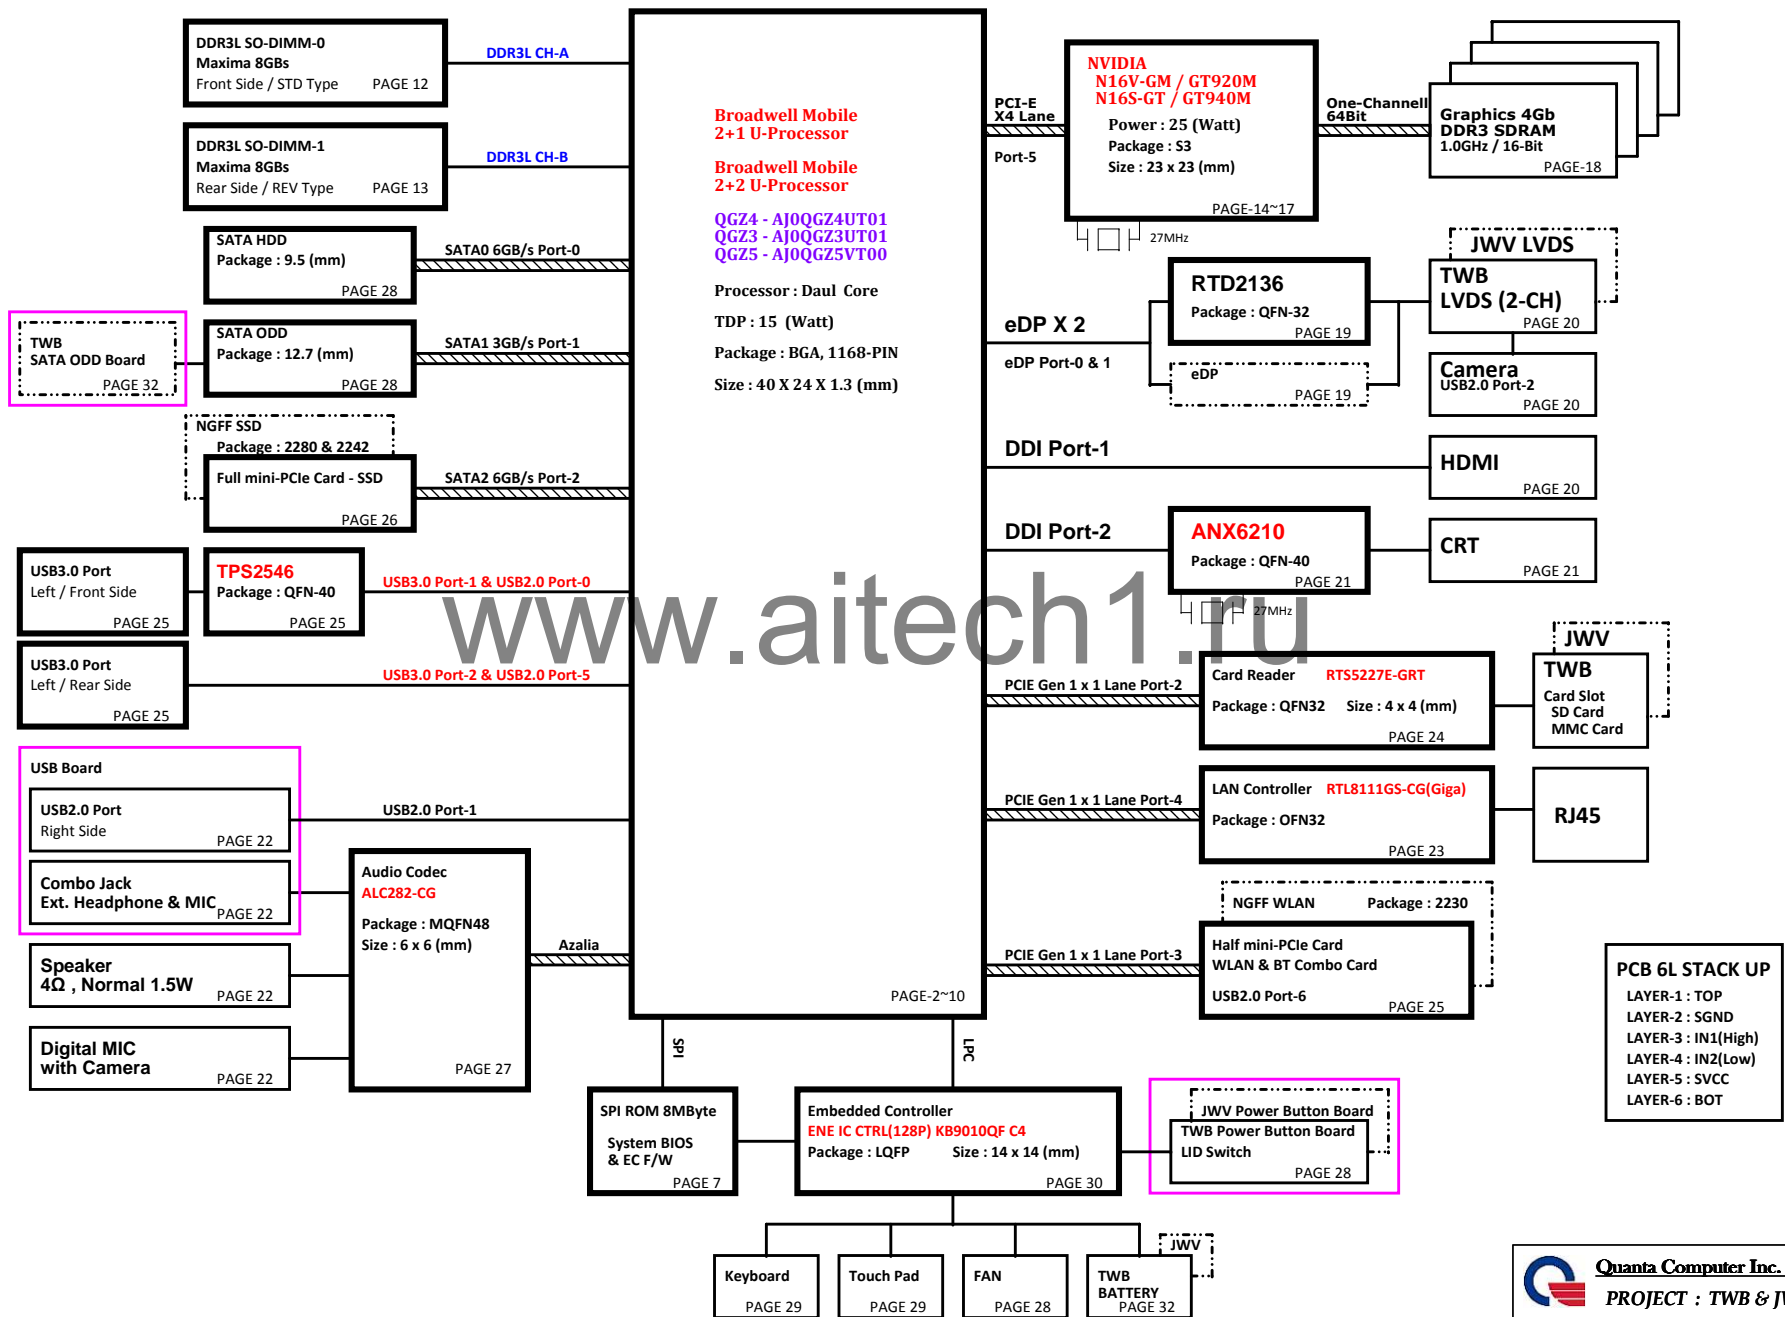 DDR3L SO-DIMM-0
Maxima 8GBs
Front Side / STD Type
PAGE 12
DDR3L CH-A
DDR3L SO-DIMM-1
Maxima 8GBs
Rear Side / REV Type
PAGE 13
DDR3L CH-B
SATA HDD
Package : 9.5 (mm)
PAGE 28
SATA0 6GB/s Port-0
TWB
SATA ODD Board
PAGE 32
SATA ODD
Package : 12.7 (mm)
PAGE 28
SATA1 3GB/s Port-1
NGFF SSD
Package : 2280 & 2242
Full mini-PCIe Card - SSD
PAGE 26
SATA2 6GB/s Port-2
USB3.0 Port
Left / Front Side
PAGE 25
TPS2546
Package : QFN-40
PAGE 25
USB3.0 Port-1 & USB2.0 Port-0
USB3.0 Port
Left / Rear Side
PAGE 25
USB3.0 Port-2 & USB2.0 Port-5
USB Board
USB2.0 Port
Right Side
PAGE 22
USB2.0 Port-1
Combo Jack
Ext. Headphone & MIC
PAGE 22
Speaker
4Ω , Normal 1.5W
PAGE 22
Digital MIC
with Camera
PAGE 22
Audio Codec
ALC282-CG
Package : MQFN48
Size : 6 x 6 (mm)
PAGE 27
Azalia
Broadwell Mobile
2+1 U-Processor
Broadwell Mobile
2+2 U-Processor
QGZ4 - AJ0QGZ4UT01
QGZ3 - AJ0QGZ3UT01
QGZ5 - AJ0QGZ5VT00
Processor : Daul Core
TDP : 15 (Watt)
Package : BGA, 1168-PIN
Size : 40 X 24 X 1.3 (mm)
PAGE-2~10
www.aitech1.ru
PCI-E
X4 Lane
Port-5
NVIDIA
N16V-GM / GT920M
N16S-GT / GT940M
Power : 25 (Watt)
Package : S3
Size : 23 x 23 (mm)
PAGE-14~17
27MHz
One-Channell
64Bit
Graphics 4Gb
DDR3 SDRAM
1.0GHz / 16-Bit
PAGE-18
eDP X 2
eDP Port-0 & 1
RTD2136
Package : QFN-32
PAGE 19
eDP
PAGE 19
JWV LVDS
TWB
LVDS (2-CH)
PAGE 20
Camera
USB2.0 Port-2
PAGE 20
DDI Port-1
HDMI
PAGE 20
DDI Port-2
ANX6210
Package : QFN-40
PAGE 21
27MHz
CRT
PAGE 21
PCIE Gen 1 x 1 Lane Port-2
Card Reader RTS5227E-GRT
Package : QFN32 Size : 4 x 4 (mm)
PAGE 24
JWV
TWB
Card Slot
SD Card
MMC Card
PCIE Gen 1 x 1 Lane Port-4
LAN Controller RTL8111GS-CG(Giga)
Package : OFN32
PAGE 23
RJ45
PCIE Gen 1 x 1 Lane Port-3
NGFF WLAN Package : 2230
Half mini-PCIe Card
WLAN & BT Combo Card
USB2.0 Port-6
PAGE 25
PCB 6L STACK UP
LAYER-1 : TOP
LAYER-2 : SGND
LAYER-3 : IN1(High)
LAYER-4 : IN2(Low)
LAYER-5 : SVCC
LAYER-6 : BOT
SPI
LPC
SPI ROM 8MByte
System BIOS
& EC F/W
PAGE 7
Embedded Controller
ENE IC CTRL(128P) KB9010QF C4
Package : LQFP Size : 14 x 14 (mm)
PAGE 30
JWV Power Button Board
TWB Power Button Board
LID Switch
PAGE 28
Keyboard
PAGE 29
Touch Pad
PAGE 29
FAN
PAGE 28
JWV
TWB
BATTERY
PAGE 32
Quanta Computer Inc.
PROJECT : TWB &